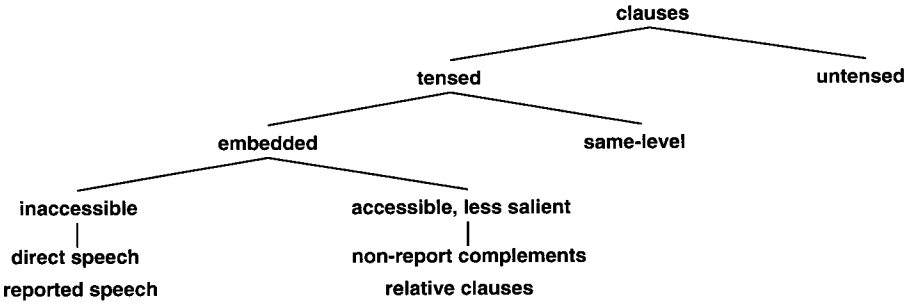 clauses
tensed
untensed
embedded
same-level
inaccessible
accessible, less salient
direct speech
non-report complements
reported speech
relative clauses